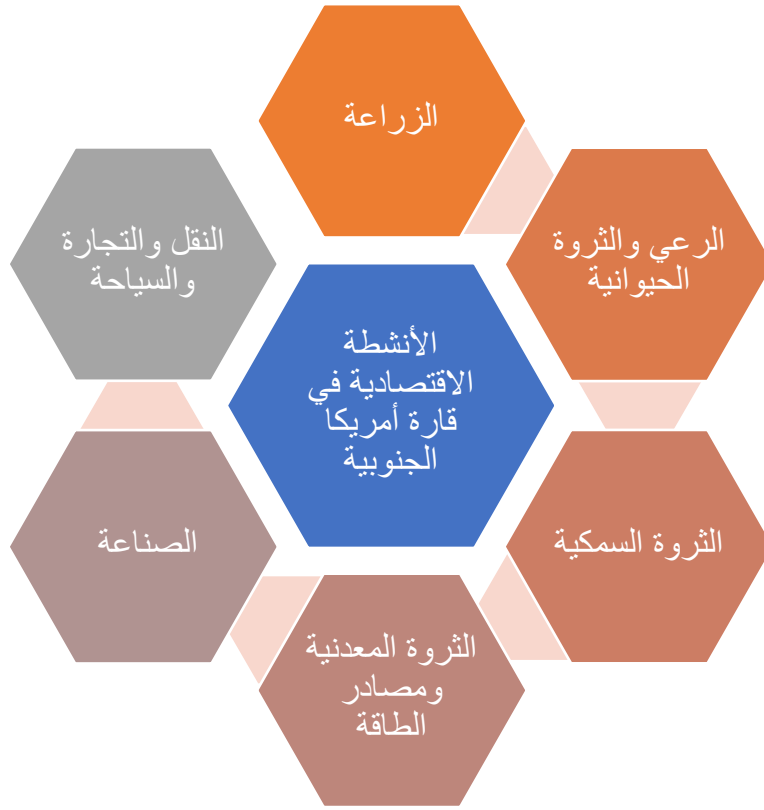 الزراعة
الرعي والثروة
الحيوانية
الثروة السمكية
الثروة المعدنية
ومصادر
الطاقة
الصناعة
النقل والتجارة
والسياحة
الأنشطة
الاقتصادية في
قارة أمريكا
الجنوبية